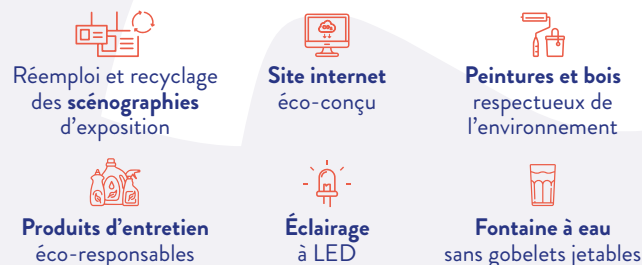 Réemploi et recyclage
des scénographies
d'exposition
Site internet
éco-conçu
Peintures et bois
respectueux de
l'environnement
Produits d'entretien
éco-responsables
Éclairage
à LED
Fontaine à eau
sans gobelets jetables